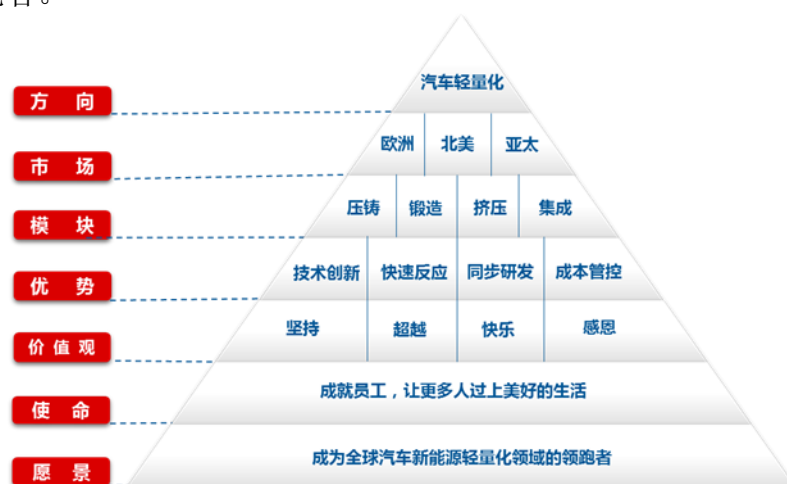 方 向
汽车轻量化
市 场
欧洲 北美 亚太
模 块
压铸 锻造 挤压 集成
优 势
技术创新 快速反应 同步研发 成本管控
价 值 观
坚持 超越 快乐 感恩
使 命
成就员工，让更多人过上美好的生活
愿 景
成为全球汽车新能源轻量化领域的领跑者